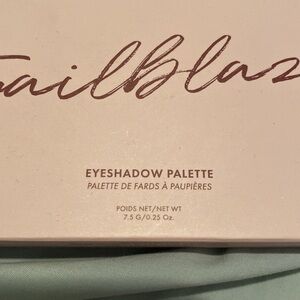 railblaz
EYESHADOW PALETTE
PALETTE DE FARDS À PAUPIÈRES
POIDS NET/NET WT
7.5 G/0.25 Oz.